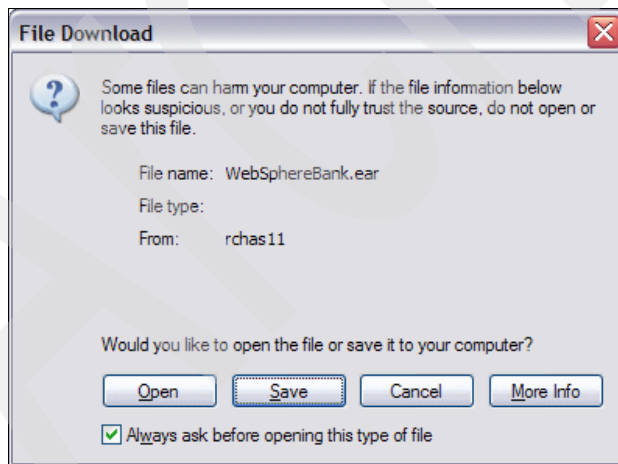 File Download
Some files can harm your computer. If the file information below
looks suspicious, or you do not fully trust the source, do not open or
save this file.
File name: WebSphereBank.ear
File type:
From: rchas11
Would you like to open the file or save it to your computer?
Open Save Cancel More Info
Always ask before opening this type of file